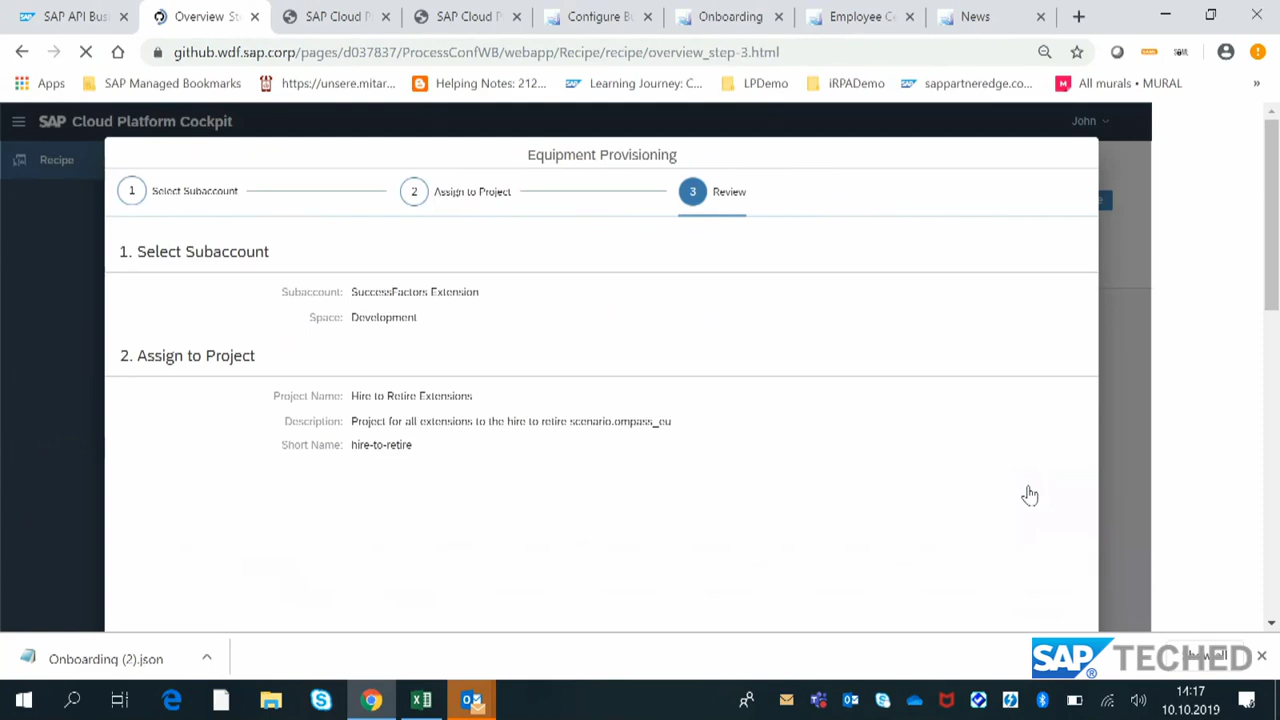 SAP API Busi
Overview Ste
SAP Cloud P
SAP Cloud P
Configure Bu
Onboarding
Employee C
News
github.wdf.sap.corp/pages/d037837/ProcessConfWB/webapp/Recipe/recipe/overview_step-3.html
Apps
SAP Managed Bookmarks
https://unsere.mitar...
Helping Notes: 212...
Learning Journey: C...
LPDemo
iRPADemo
sappartneredge.co...
All murals • MURAL
»
SAP Cloud Platform Cockpit
John
Recipe
Equipment Provisioning
1 Select Subaccount
2 Assign to Project
3 Review
1. Select Subaccount
Subaccount: SuccessFactors Extension
Space: Development
2. Assign to Project
Project Name: Hire to Retire Extensions
Description: Project for all extensions to the hire to retire scenario.ompass_eu
Short Name: hire-to-retire
Onboarding (2).json
SAP® TECHED
14:17
10.10.2019